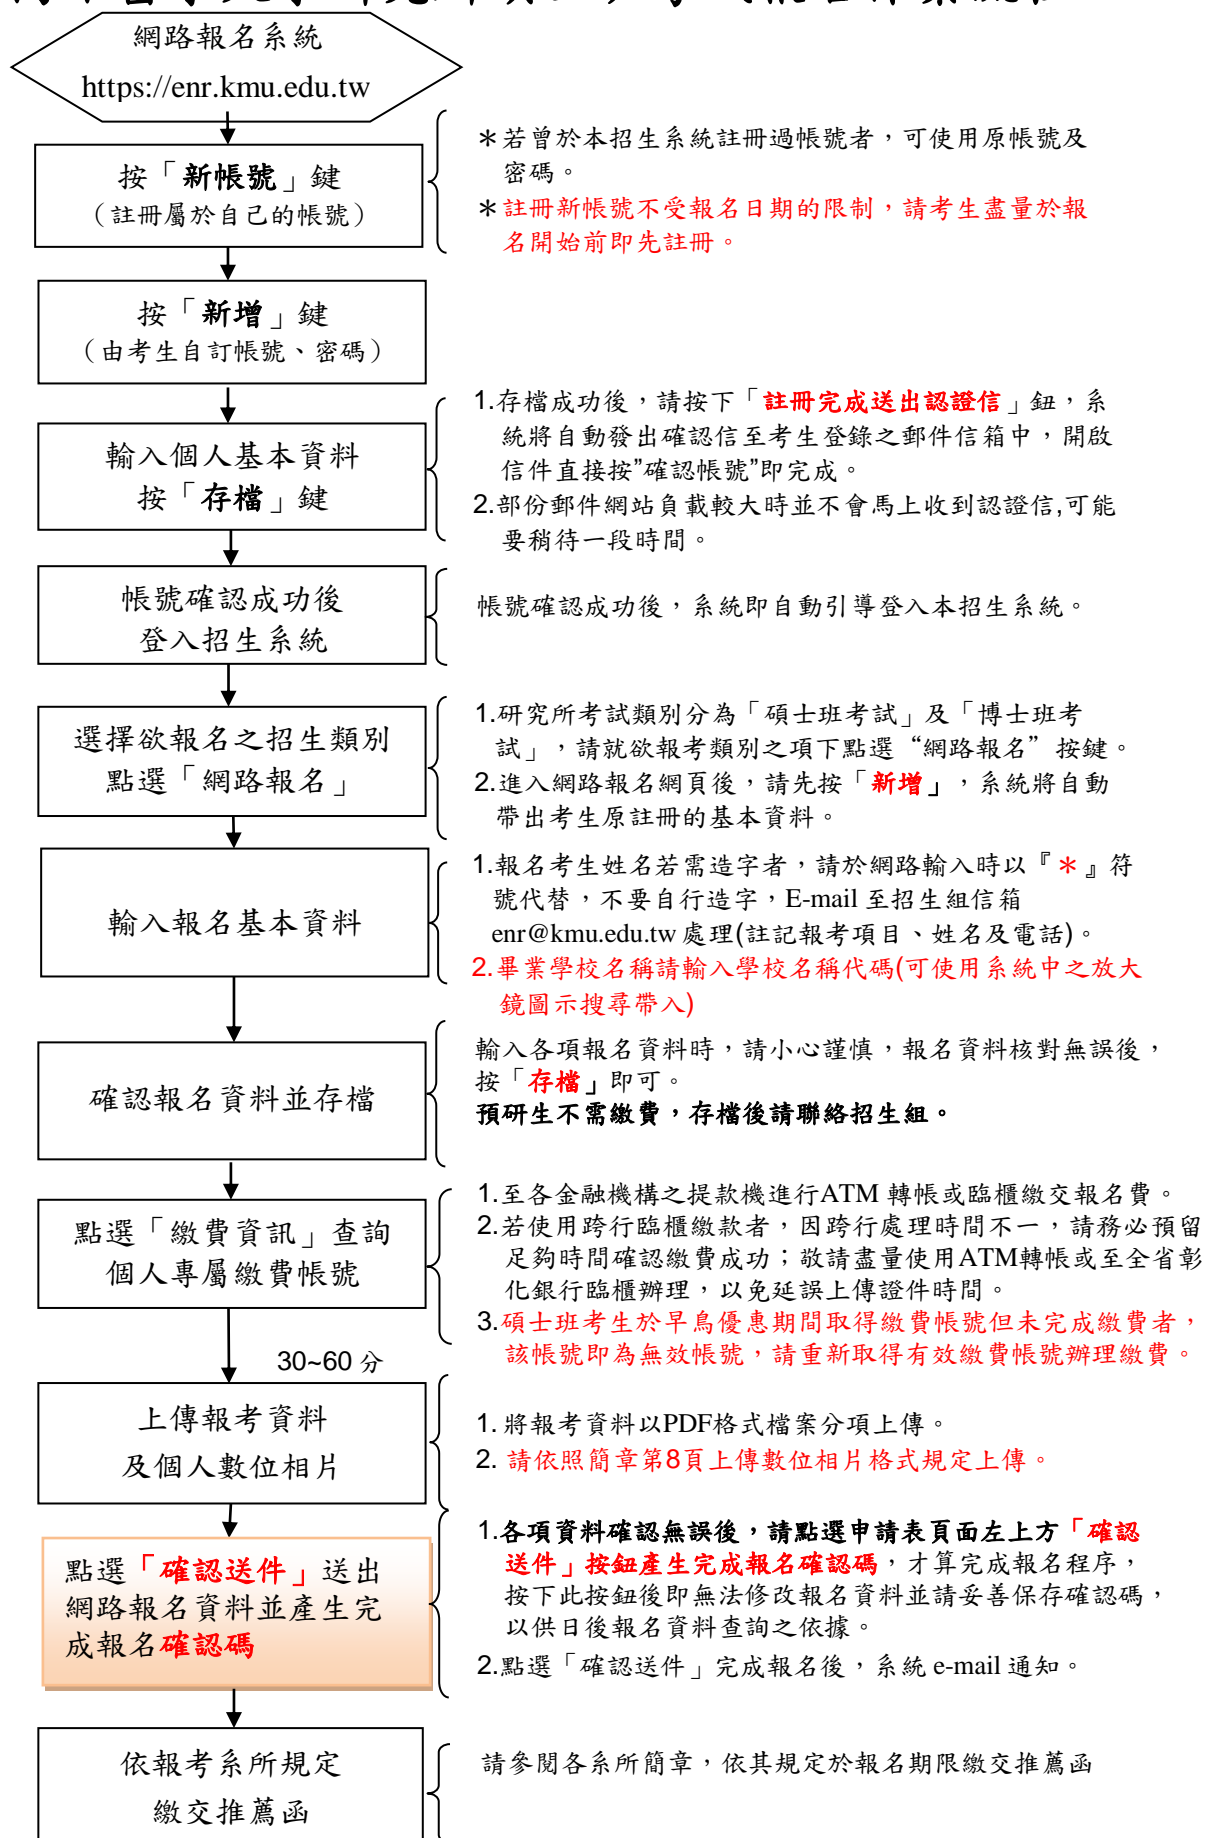 網路報名系統
https://enr.kmu.edu.tw
按「新帳號」鍵
（註冊屬於自己的帳號）
＊若曾於本招生系統註冊過帳號者，可使用原帳號及
密碼。
＊註冊新帳號不受報名日期的限制，請考生盡量於報
名開始前即先註冊。
按「新增」鍵
（由考生自訂帳號、密碼）
輸入個人基本資料
按「存檔」鍵
1.存檔成功後，請按下「註冊完成送出認證信」鈕，系
統將自動發出確認信至考生登錄之郵件信箱中，開啟
信件直接按”確認帳號”即完成。
2.部份郵件網站負載較大時並不會馬上收到認證信,可能
要稍待一段時間。
帳號確認成功後
登入招生系統
帳號確認成功後，系統即自動引導登入本招生系統。
選擇欲報名之招生類別
點選「網路報名」
1.研究所考試類別分為「碩士班考試」及「博士班考
試」，請就欲報考類別之項下點選“網路報名”按鍵。
2.進入網路報名網頁後，請先按「新增」，系統將自動
帶出考生原註冊的基本資料。
輸入報名基本資料
1.報名考生姓名若需造字者，請於網路輸入時以『＊』符
號代替，不要自行造字，E-mail 至招生組信箱
enr@kmu.edu.tw 處理(註記報考項目、姓名及電話)。
2.畢業學校名稱請輸入學校名稱代碼(可使用系統中之放大
鏡圖示搜尋帶入)
確認報名資料並存檔
輸入各項報名資料時，請小心謹慎，報名資料核對無誤後，
按「存檔」即可。
預研生不需繳費，存檔後請聯絡招生組。
點選「繳費資訊」查詢
個人專屬繳費帳號
1.至各金融機構之提款機進行ATM 轉帳或臨櫃繳交報名費。
2.若使用跨行臨櫃繳款者，因跨行處理時間不一，請務必預留
足夠時間確認繳費成功；敬請盡量使用ATM轉帳或至全省彰
化銀行臨櫃辦理，以免延誤上傳證件時間。
3.碩士班考生於早鳥優惠期間取得繳費帳號但未完成繳費者，
該帳號即為無效帳號，請重新取得有效繳費帳號辦理繳費。
30~60 分
上傳報考資料
及個人數位相片
1. 將報考資料以PDF格式檔案分項上傳。
2. 請依照簡章第8頁上傳數位相片格式規定上傳。
點選「確認送件」送出
網路報名資料並產生完
成報名確認碼
1.各項資料確認無誤後，請點選申請表頁面左上方「確認
送件」按鈕產生完成報名確認碼，才算完成報名程序，
按下此按鈕後即無法修改報名資料並請妥善保存確認碼，
以供日後報名資料查詢之依據。
2.點選「確認送件」完成報名後，系統 e-mail 通知。
依報考系所規定
繳交推薦函
請參閱各系所簡章，依其規定於報名期限繳交推薦函